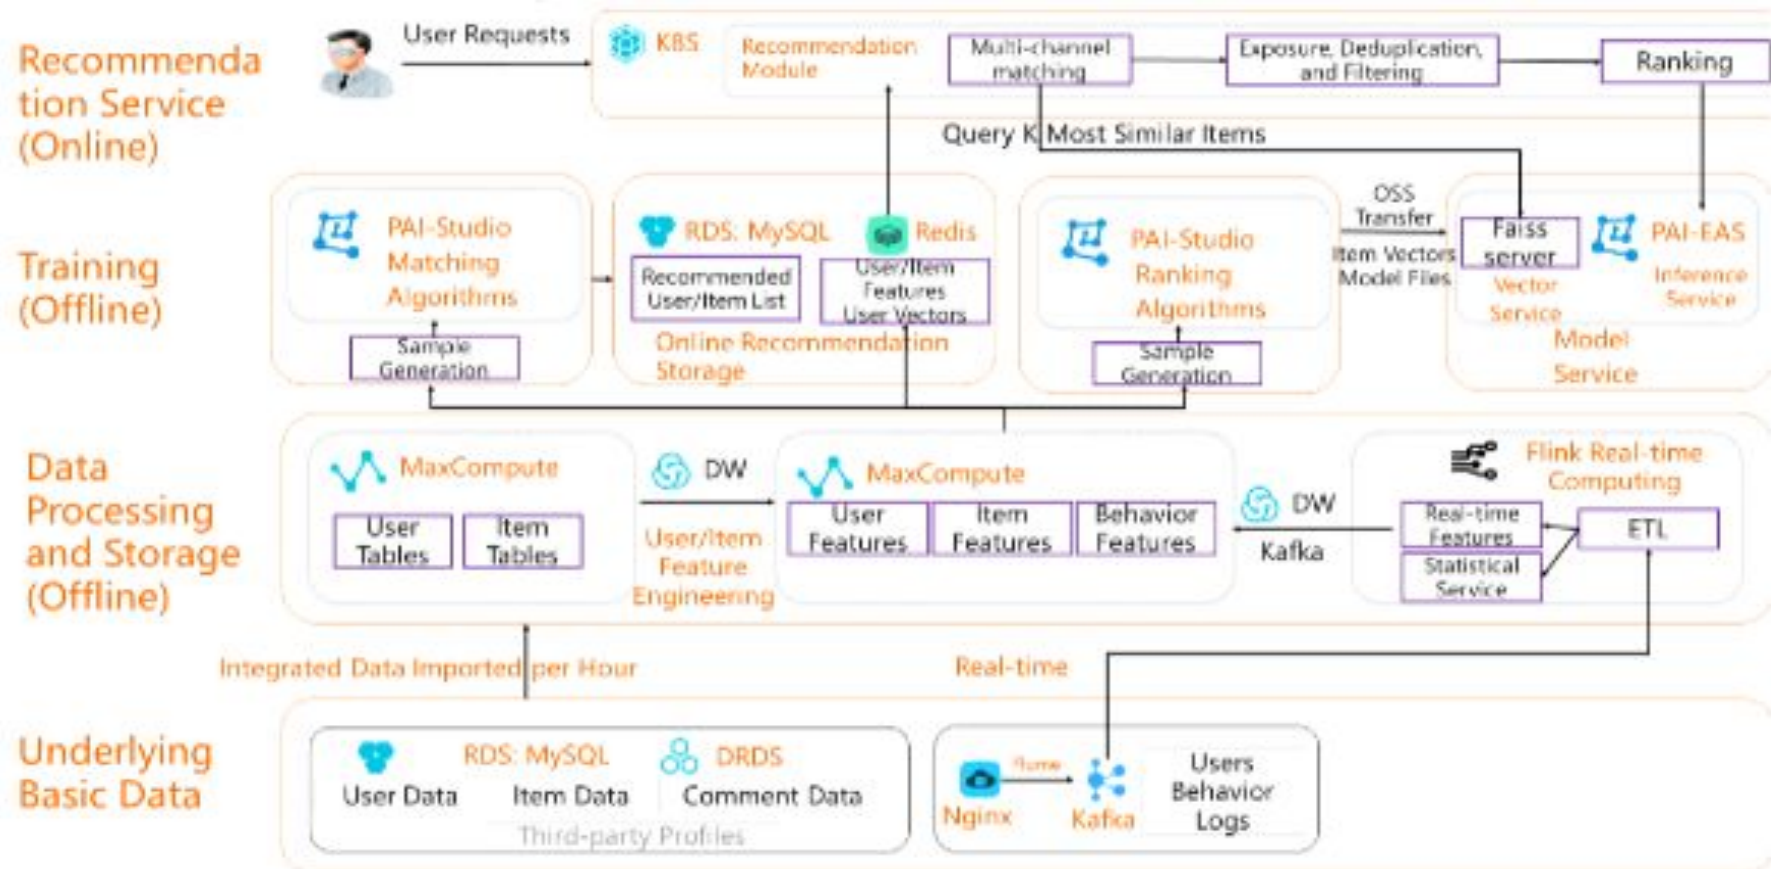 Recommenda
tion Service
(Online)
User Requests
K8S
Recommendation
Module
Multi-channel
matching
Exposure, Deduplication,
and Filtering
Ranking
Query K Most Similar Items
Training
(Offline)
PAI-Studio
Matching
Algorithms
Sample
Generation
RDS: MySQL
Redis
Recommended
User/Item List
User/Item
Features
User Vectors
Online Recommendation
Storage
PAI-Studio
Ranking
Algorithms
Sample
Generation
OSS
Transfer
Item Vectors
Model Files
Faiss
server
Vector
Service
PAI-EAS
Inference
Service
Model
Service
Data
Processing
and Storage
(Offline)
MaxCompute
User
Tables
Item
Tables
DW
User/Item
Feature
Engineering
MaxCompute
User
Features
Item
Features
Behavior
Features
DW
Kafka
Flink Real-time
Computing
Real-time
Features
Statistical
Service
ETL
Integrated Data Imported per Hour
Real-time
Underlying
Basic Data
RDS: MySQL
DRDS
User Data
Item Data
Comment Data
Third-party Profiles
Nginx
Flume
Kafka
Users
Behavior
Logs